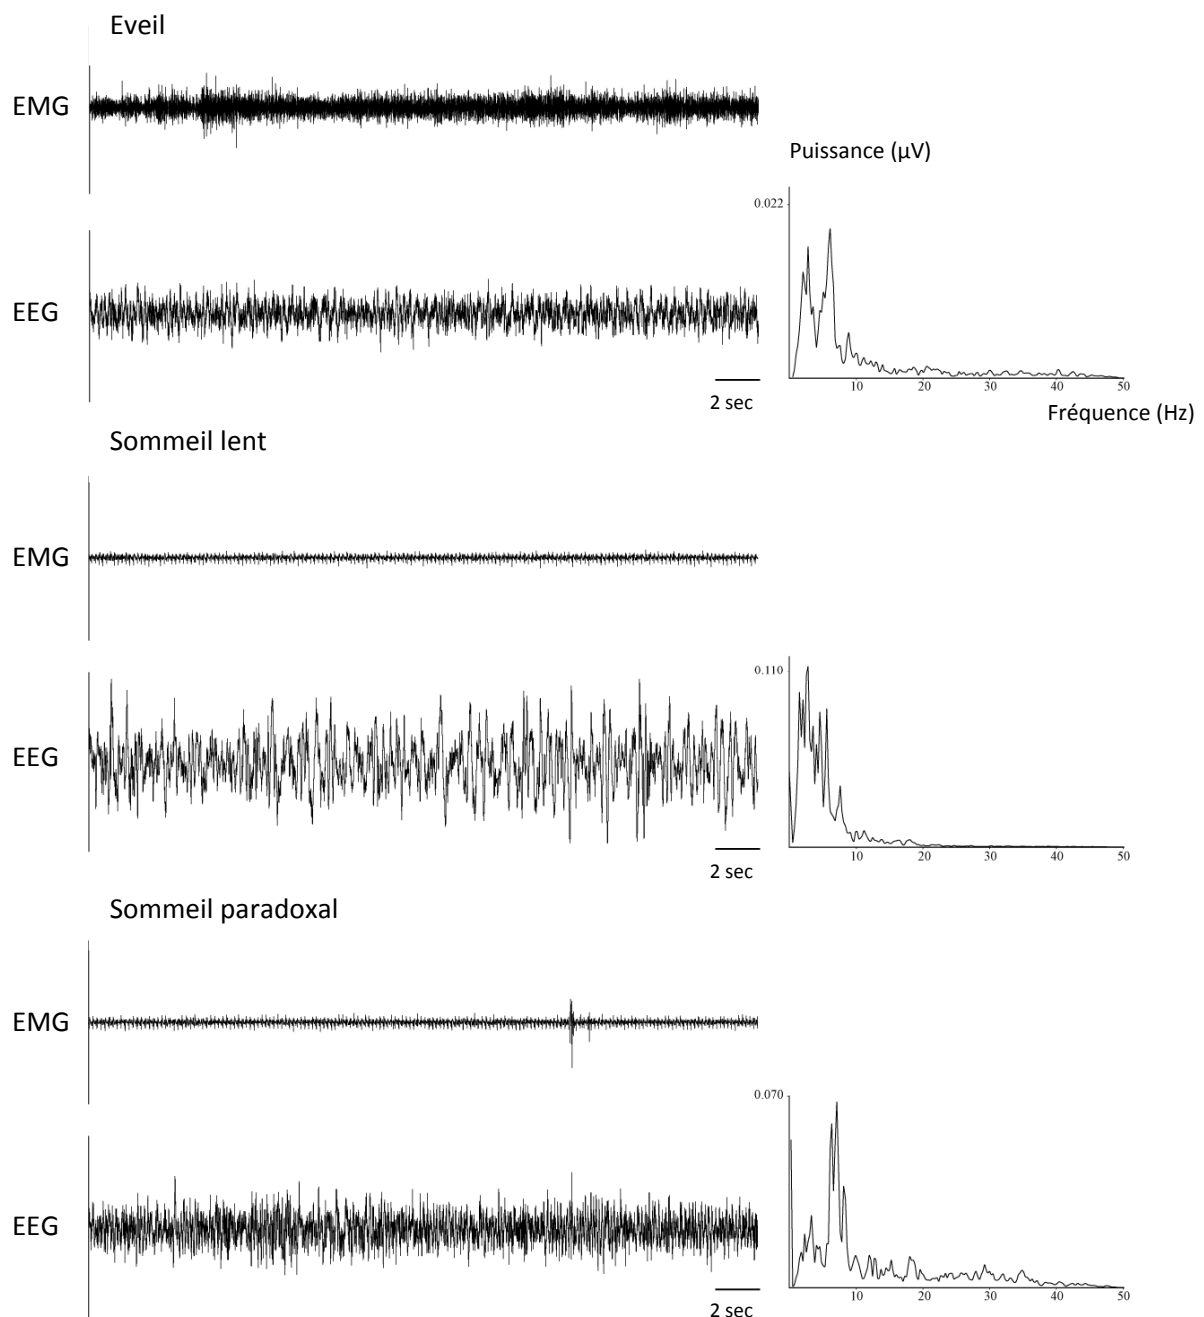 Eveil
EMG
Puissance (µV)
0.022
EEG
2 sec
10 20 30 40 50
Fréquence (Hz)
Sommeil lent
EMG
0.110
EEG
2 sec
10 20 30 40 50
Sommeil paradoxal
EMG
0.070
EEG
2 sec
10 20 30 40 50